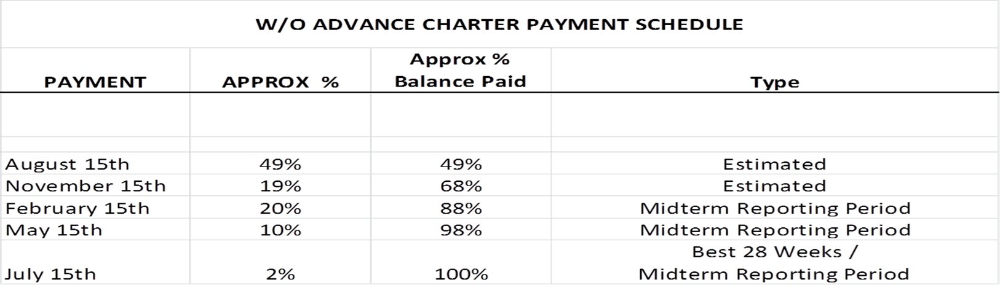 W/O ADVANCE CHARTER PAYMENT SCHEDULE
PAYMENT APPROX % Approx % Balance Paid Type
August 15th 49% 49% Estimated
November 15th 19% 68% Estimated
February 15th 20% 88% Midterm Reporting Period
May 15th 10% 98% Midterm Reporting Period
July 15th 2% 100% Best 28 Weeks / Midterm Reporting Period